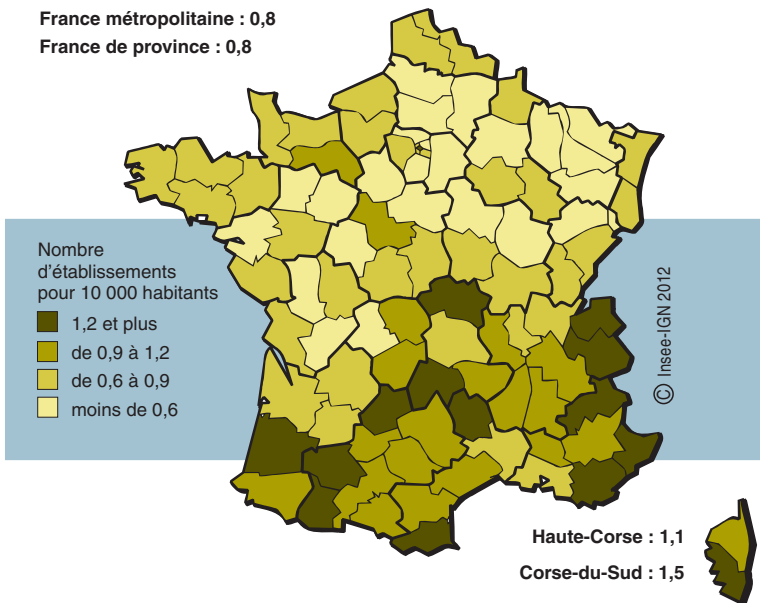 France métropolitaine : 0,8
France de province : 0,8
Nombre
d'établissements
pour 10 000 habitants
1,2 et plus
de 0,9 à 1,2
de 0,6 à 0,9
moins de 0,6
© Insee-IGN 2012
Haute-Corse : 1,1
Corse-du-Sud : 1,5